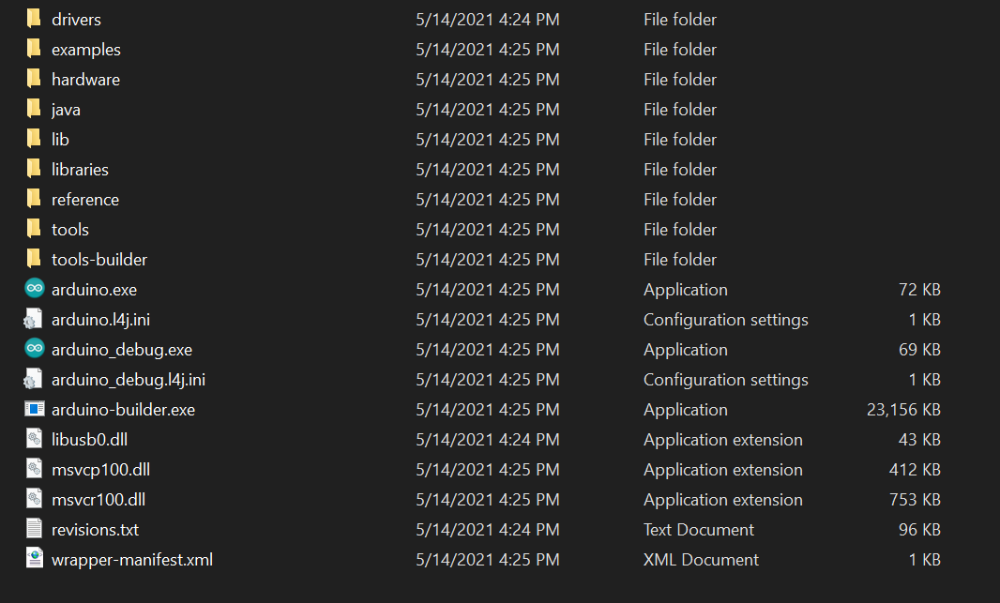 drivers 5/14/2021 4:24 PM File folder
examples 5/14/2021 4:25 PM File folder
hardware 5/14/2021 4:25 PM File folder
java 5/14/2021 4:25 PM File folder
lib 5/14/2021 4:25 PM File folder
libraries 5/14/2021 4:25 PM File folder
reference 5/14/2021 4:25 PM File folder
tools 5/14/2021 4:25 PM File folder
tools-builder 5/14/2021 4:25 PM File folder
arduino.exe 5/14/2021 4:25 PM Application 72 KB
arduino.l4j.ini 5/14/2021 4:25 PM Configuration settings 1 KB
arduino_debug.exe 5/14/2021 4:25 PM Application 69 KB
arduino_debug.l4j.ini 5/14/2021 4:25 PM Configuration settings 1 KB
arduino-builder.exe 5/14/2021 4:25 PM Application 23,156 KB
libusb0.dll 5/14/2021 4:24 PM Application extension 43 KB
msvcp100.dll 5/14/2021 4:25 PM Application extension 412 KB
msvcr100.dll 5/14/2021 4:25 PM Application extension 753 KB
revisions.txt 5/14/2021 4:24 PM Text Document 96 KB
wrapper-manifest.xml 5/14/2021 4:25 PM XML Document 1 KB